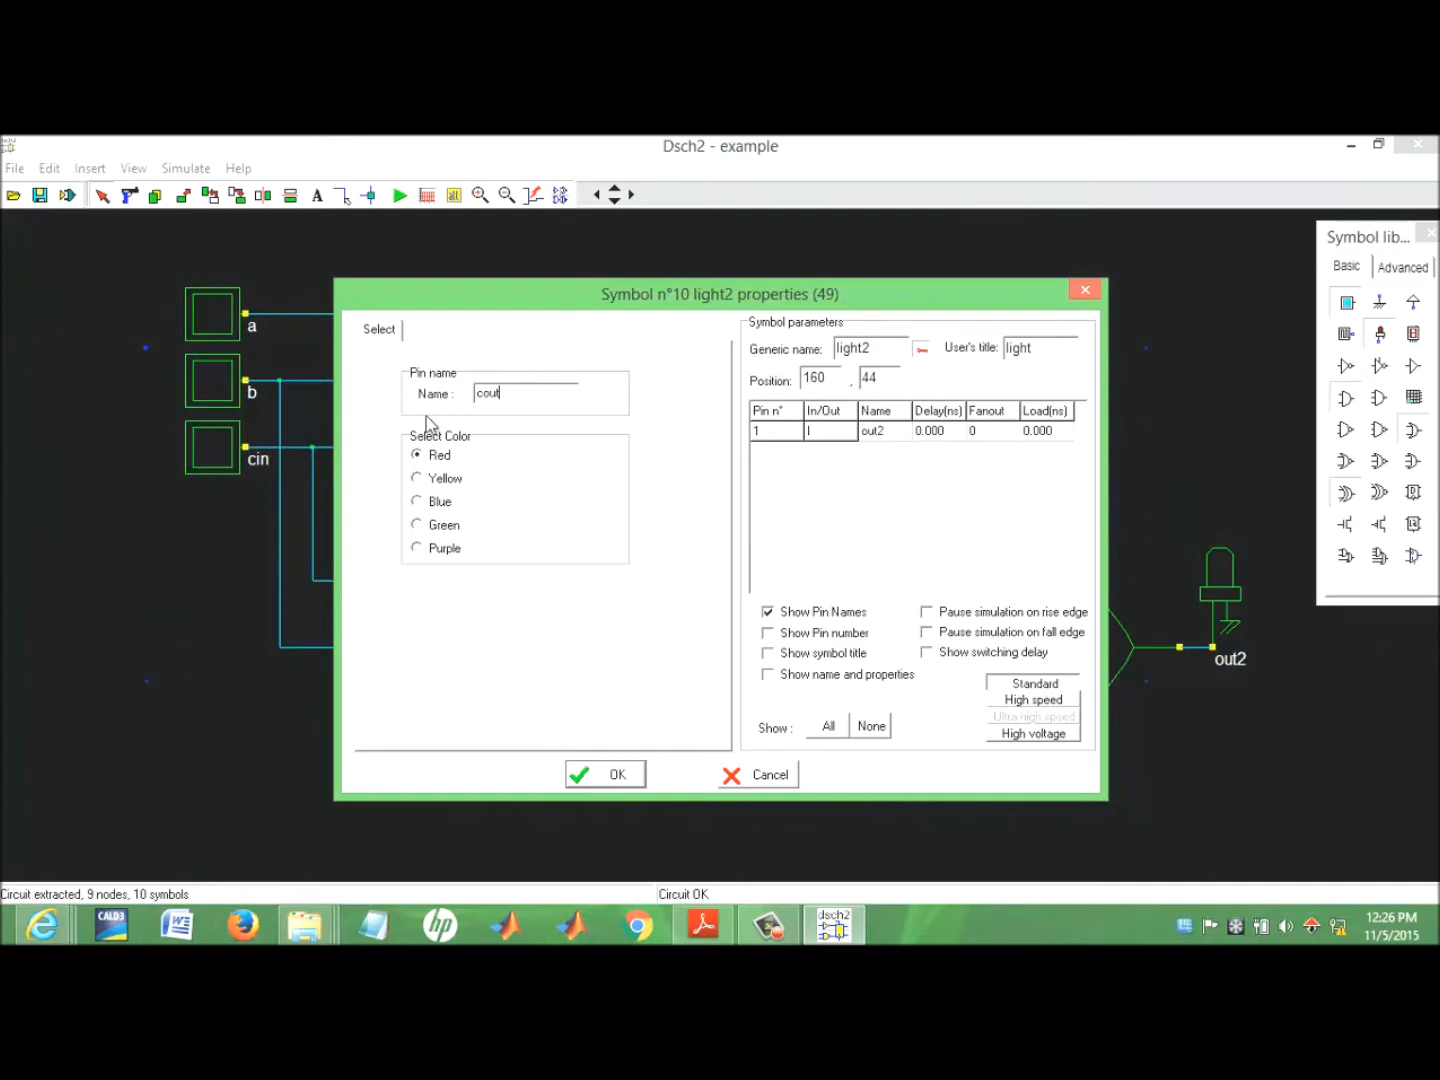 Dsch2 - example
File Edit Insert View Simulate Help
Symbol lib...
Basic Advanced
a
b
cin
Symbol n°10 light2 properties (49)
Select
Pin name
Name : cout
Select Color
Red
Yellow
Blue
Green
Purple
Symbol parameters
Generic name: light2 User's title: light
Position: 160 , 44
Pin n° In/Out Name Delay(ns) Fanout Load(ns)
1 I out2 0.000 0 0.000
Show Pin Names Pause simulation on rise edge
Show Pin number Pause simulation on fall edge
Show symbol title Show switching delay
Show name and properties
Standard
High speed
Ultra high speed
High voltage
Show : All None
OK Cancel
out2
Circuit extracted, 9 nodes, 10 symbols Circuit OK
CALD3
hp
dsch2
12:26 PM
11/5/2015